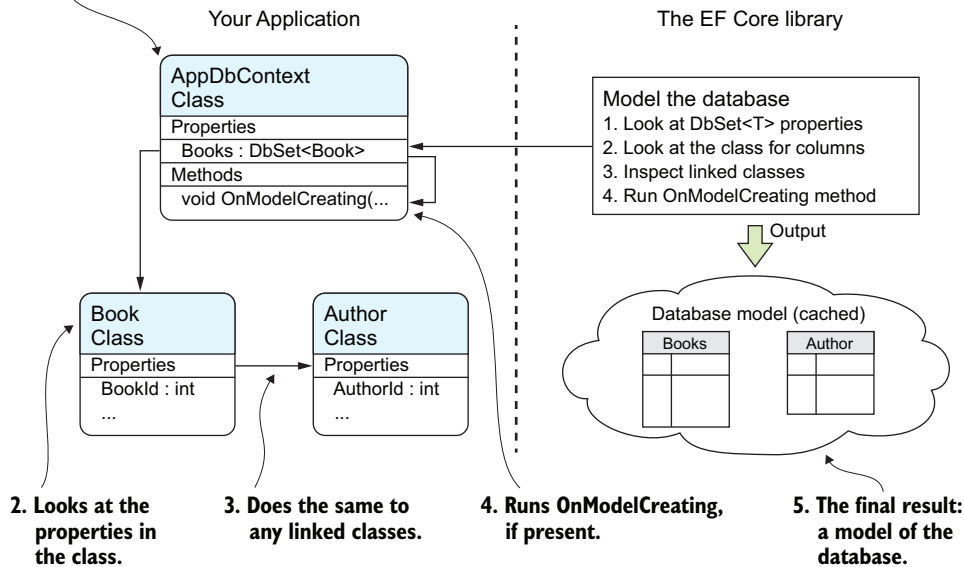 Your Application
The EF Core library
AppDbContext
Class
Properties
Books : DbSet<Book>
Methods
void OnModelCreating(...
Model the database
1. Look at DbSet<T> properties
2. Look at the class for columns
3. Inspect linked classes
4. Run OnModelCreating method
Output
Book
Class
Properties
BookId : int
...
Author
Class
Properties
AuthorId : int
...
Database model (cached)
Books
Author
2. Looks at the
properties in
the class.
3. Does the same to
any linked classes.
4. Runs OnModelCreating,
if present.
5. The final result:
a model of the
database.